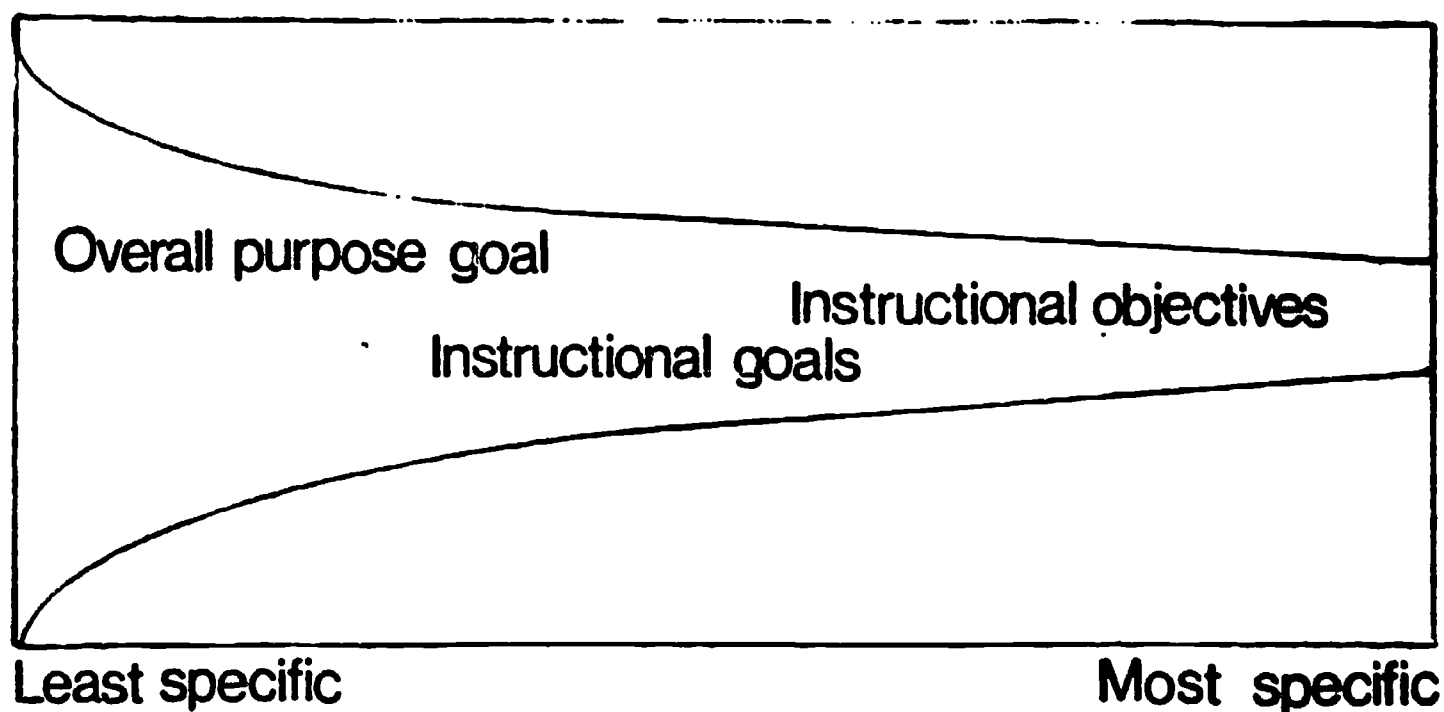 Overall purpose goal
Instructional objectives
Instructional goals
Least specific
Most specific